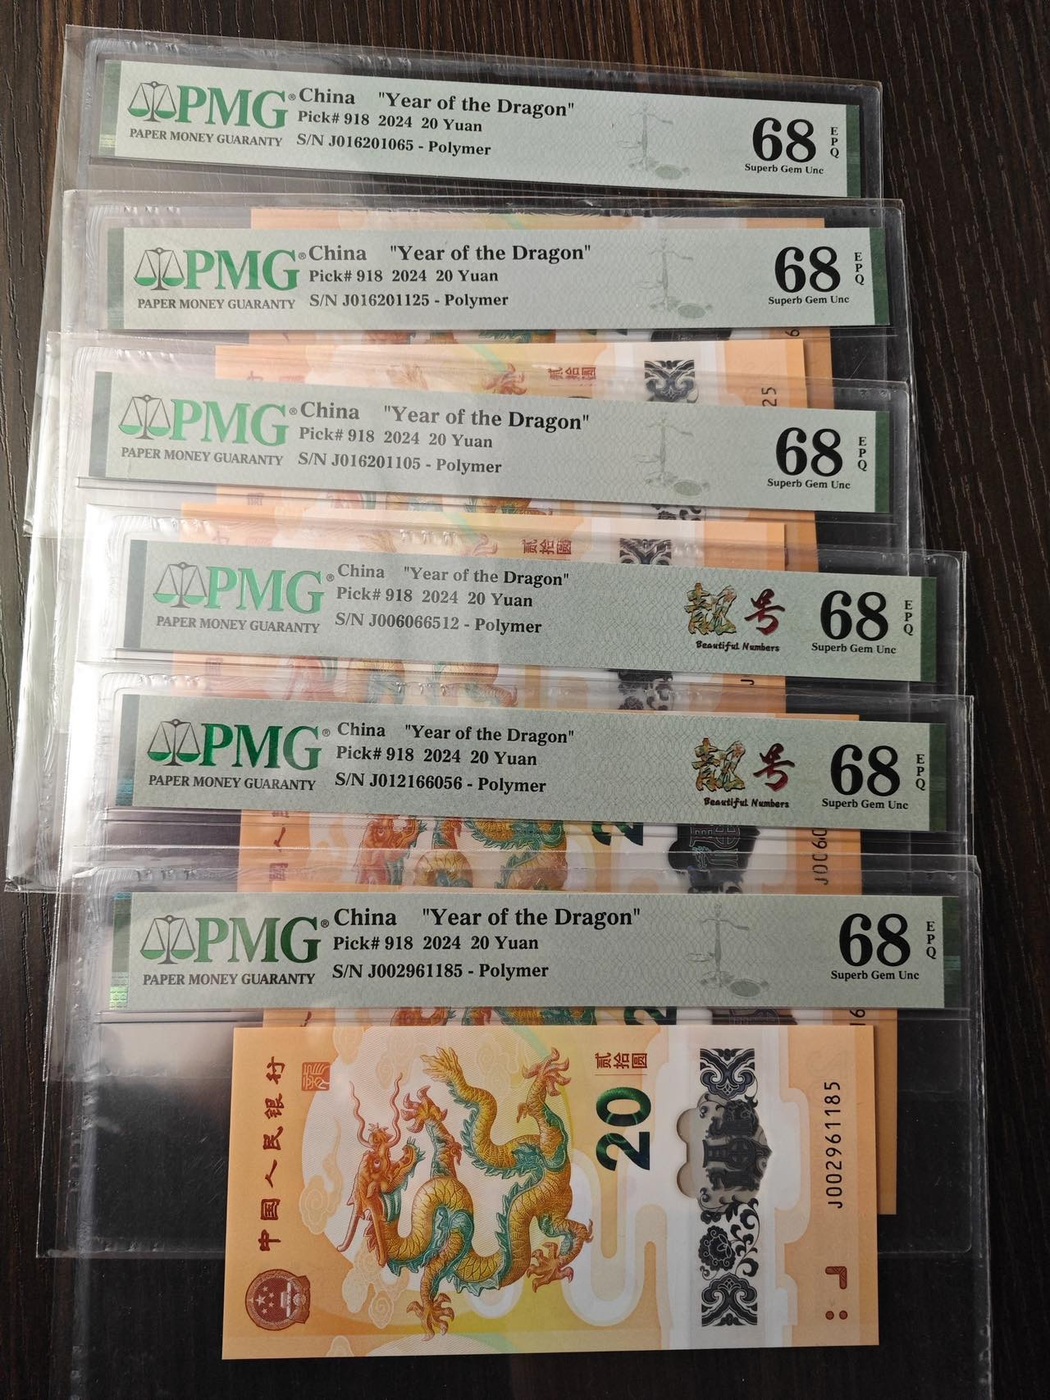 PMG®
PAPER MONEY GUARANTY
China "Year of the Dragon"
Pick# 918 2024 20 Yuan
S/N J016201065 - Polymer
68
EPQ
Superb Gem Unc
PMG®
PAPER MONEY GUARANTY
China "Year of the Dragon"
Pick# 918 2024 20 Yuan
S/N J016201125 - Polymer
68
EPQ
Superb Gem Unc
贰拾圆
25
PMG®
PAPER MONEY GUARANTY
China "Year of the Dragon"
Pick# 918 2024 20 Yuan
S/N J016201105 - Polymer
68
EPQ
Superb Gem Unc
贰拾圆
PMG®
PAPER MONEY GUARANTY
China "Year of the Dragon"
Pick# 918 2024 20 Yuan
S/N J006066512 - Polymer
号
Beautiful Numbers
68
EPQ
Superb Gem Unc
PMG®
PAPER MONEY GUARANTY
China "Year of the Dragon"
Pick# 918 2024 20 Yuan
S/N J012166056 - Polymer
号
Beautiful Numbers
68
EPQ
Superb Gem Unc
PMG®
PAPER MONEY GUARANTY
China "Year of the Dragon"
Pick# 918 2024 20 Yuan
S/N J002961185 - Polymer
68
EPQ
Superb Gem Unc
中国人民银行
贰拾圆
20
J002961185